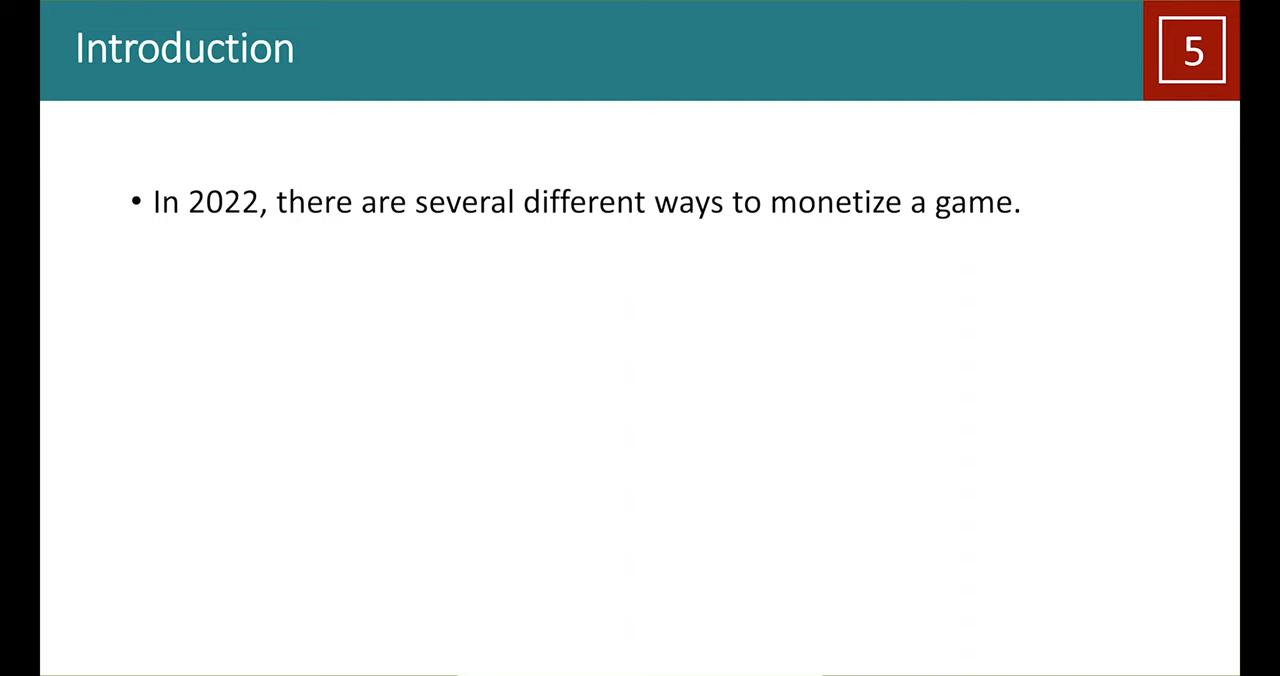 Introduction
5
• In 2022, there are several different ways to monetize a game.